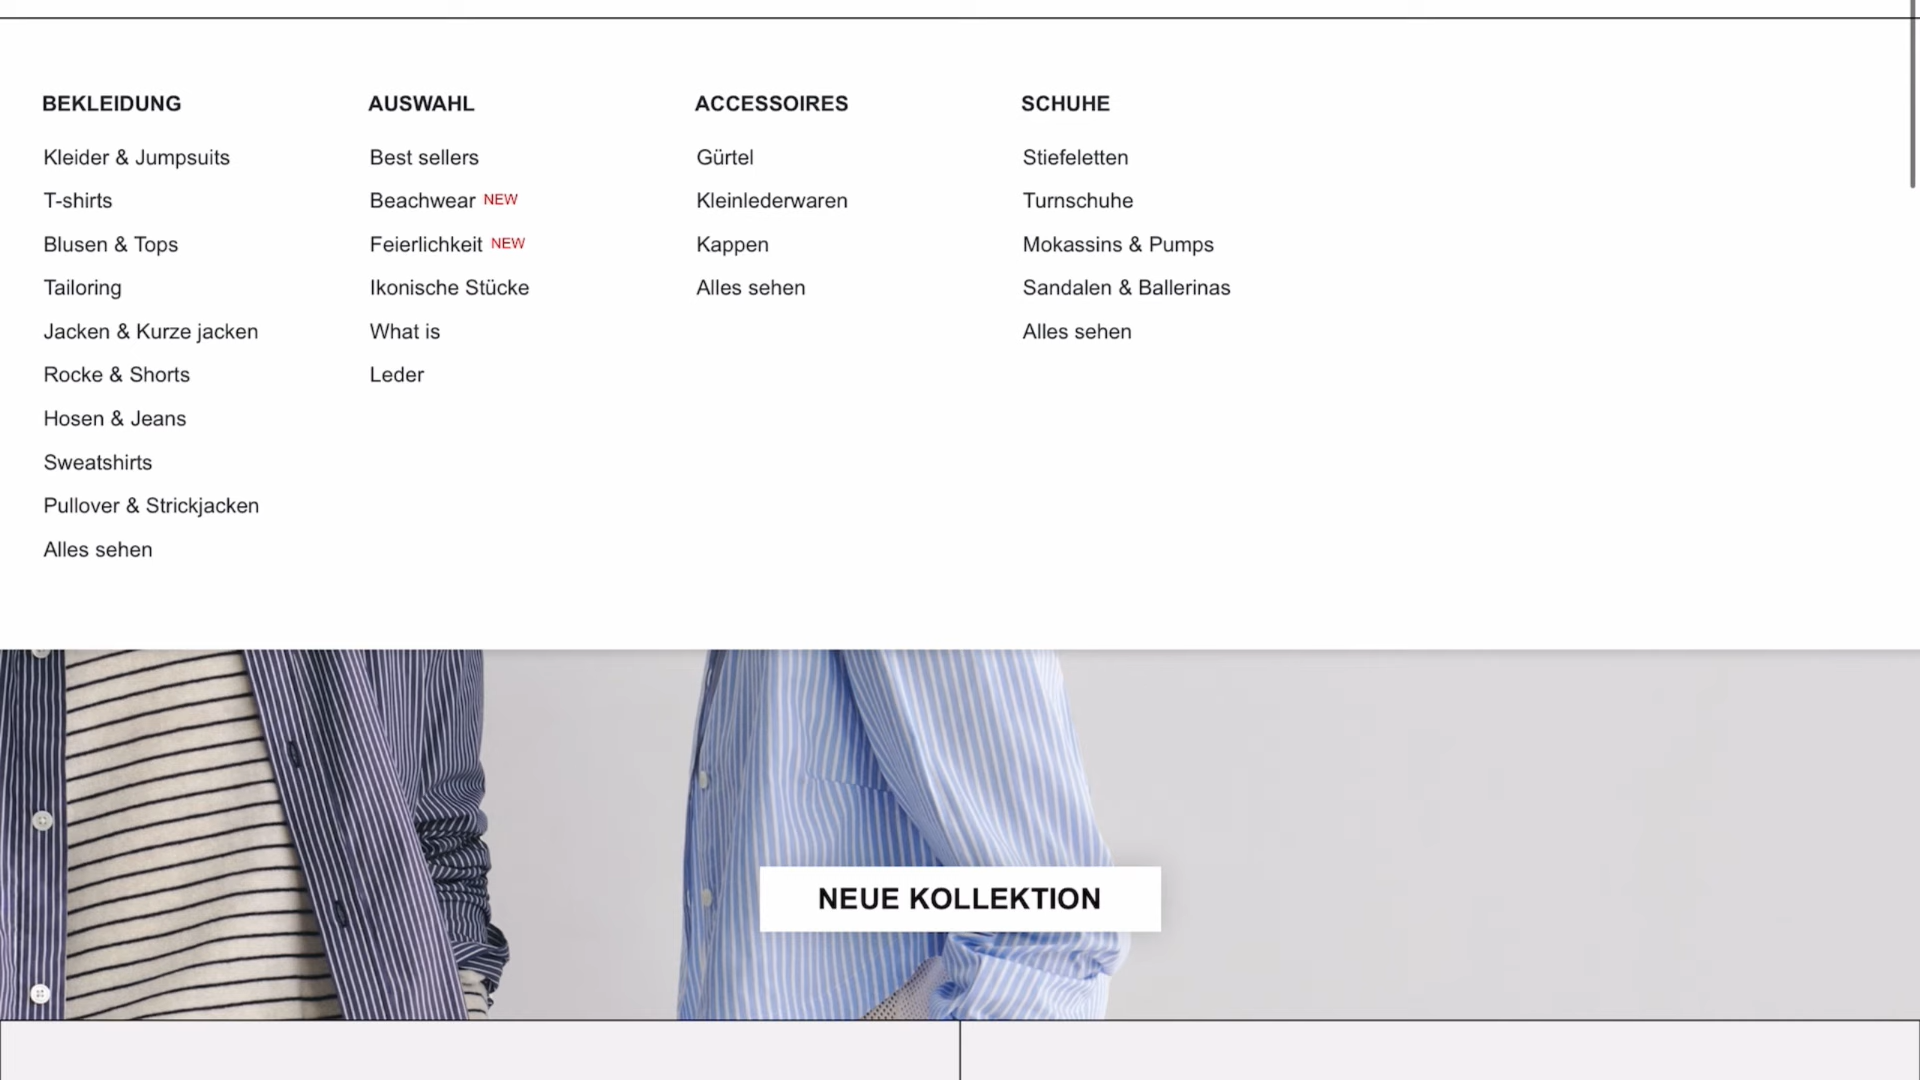 BEKLEIDUNG
Kleider & Jumpsuits
T-shirts
Blusen & Tops
Tailoring
Jacken & Kurze jacken
Rocke & Shorts
Hosen & Jeans
Sweatshirts
Pullover & Strickjacken
Alles sehen
AUSWAHL
Best sellers
Beachwear NEW
Feierlichkeit NEW
Ikonische Stücke
What is
Leder
ACCESSOIRES
Gürtel
Kleinlederwaren
Kappen
Alles sehen
SCHUHE
Stiefeletten
Turnschuhe
Mokassins & Pumps
Sandalen & Ballerinas
Alles sehen
NEUE KOLLEKTION